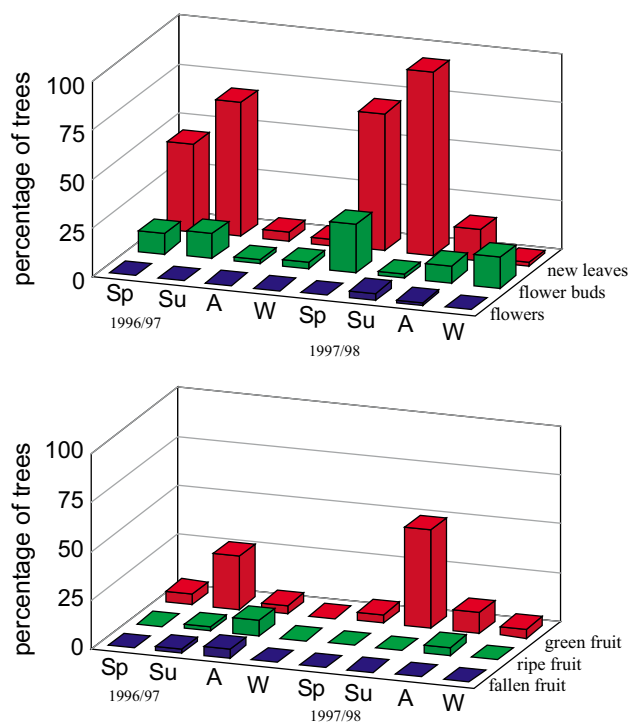 percentage of trees
100
75
50
25
0
Sp Su A W Sp Su A W
1996/97
1997/98
new leaves
flower buds
flowers
percentage of trees
100
75
50
25
0
Sp Su A W Sp Su A W
1996/97
1997/98
green fruit
ripe fruit
fallen fruit